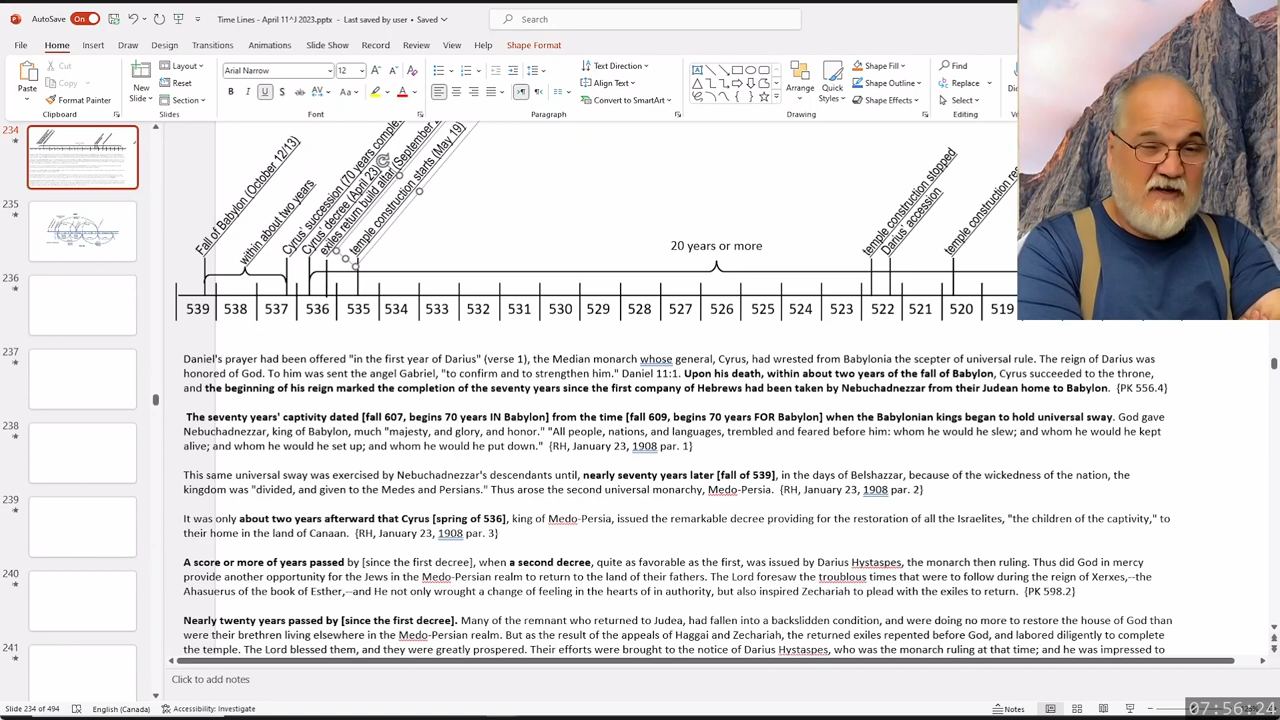 AutoSave On Time Lines - April 11^J 2023.pptx • Last saved by user • Saved Search
File Home Insert Draw Design Transitions Animations Slide Show Record Review View Help Shape Format
Paste Cut Copy Format Painter Clipboard
New Slide Layout Reset Section Slides
Arial Narrow 12 Font
Text Direction Align Text Convert to SmartArt Paragraph
Arrange Quick Styles Shape Fill Shape Outline Shape Effects Drawing
Find Replace Select Editing
234
235
236
237
238
239
240
241
Fall of Babylon (October 12/13)
within about two years
Cyrus' succession (70 years
Cyrus' decree (April 23)
exiles return build altar (September
temple construction starts (May 19)
20 years or more
temple construction stopped
Darius' accession
temple construction
539 538 537 536 535 534 533 532 531 530 529 528 527 526 525 524 523 522 521 520 519
Daniel's prayer had been offered "in the first year of Darius" (verse 1), the Median monarch whose general, Cyrus, had wrested from Babylonia the scepter of universal rule. The reign of Darius was
honored of God. To him was sent the angel Gabriel, "to confirm and to strengthen him." Daniel 11:1. Upon his death, within about two years of the fall of Babylon, Cyrus succeeded to the throne,
and the beginning of his reign marked the completion of the seventy years since the first company of Hebrews had been taken by Nebuchadnezzar from their Judean home to Babylon. {PK 556.4}
The seventy years' captivity dated [fall 607, begins 70 years IN Babylon] from the time [fall 609, begins 70 years FOR Babylon] when the Babylonian kings began to hold universal sway. God gave
Nebuchadnezzar, king of Babylon, much "majesty, and glory, and honor." "All people, nations, and languages, trembled and feared before him: whom he would he slew; and whom he would he kept
alive; and whom he would he set up; and whom he would he put down." {RH, January 23, 1908 par. 1}
This same universal sway was exercised by Nebuchadnezzar's descendants until, nearly seventy years later [fall of 539], in the days of Belshazzar, because of the wickedness of the nation, the
kingdom was "divided, and given to the Medes and Persians." Thus arose the second universal monarchy, Medo-Persia. {RH, January 23, 1908 par. 2}
It was only about two years afterward that Cyrus [spring of 536], king of Medo-Persia, issued the remarkable decree providing for the restoration of all the Israelites, "the children of the captivity," to
their home in the land of Canaan. {RH, January 23, 1908 par. 3}
A score or more of years passed by [since the first decree], when a second decree, quite as favorable as the first, was issued by Darius Hystaspes, the monarch then ruling. Thus did God in mercy
provide another opportunity for the Jews in the Medo-Persian realm to return to the land of their fathers. The Lord foresaw the troublous times that were to follow during the reign of Xerxes,--the
Ahasuerus of the book of Esther,--and He not only wrought a change of feeling in the hearts of in authority, but also inspired Zechariah to plead with the exiles to return. {PK 598.2}
Nearly twenty years passed by [since the first decree]. Many of the remnant who returned to Judea, had fallen into a backslidden condition, and were doing no more to restore the house of God than
were their brethren living elsewhere in the Medo-Persian realm. But as the result of the appeals of Haggai and Zechariah, the returned exiles repented before God, and labored diligently to complete
the temple. The Lord blessed them, and they were greatly prospered. Their efforts were brought to the notice of Darius Hystaspes, who was the monarch ruling at that time; and he was impressed to
Click to add notes
Slide 234 of 494 English (Canada) Accessibility: Investigate Notes
07:56:24